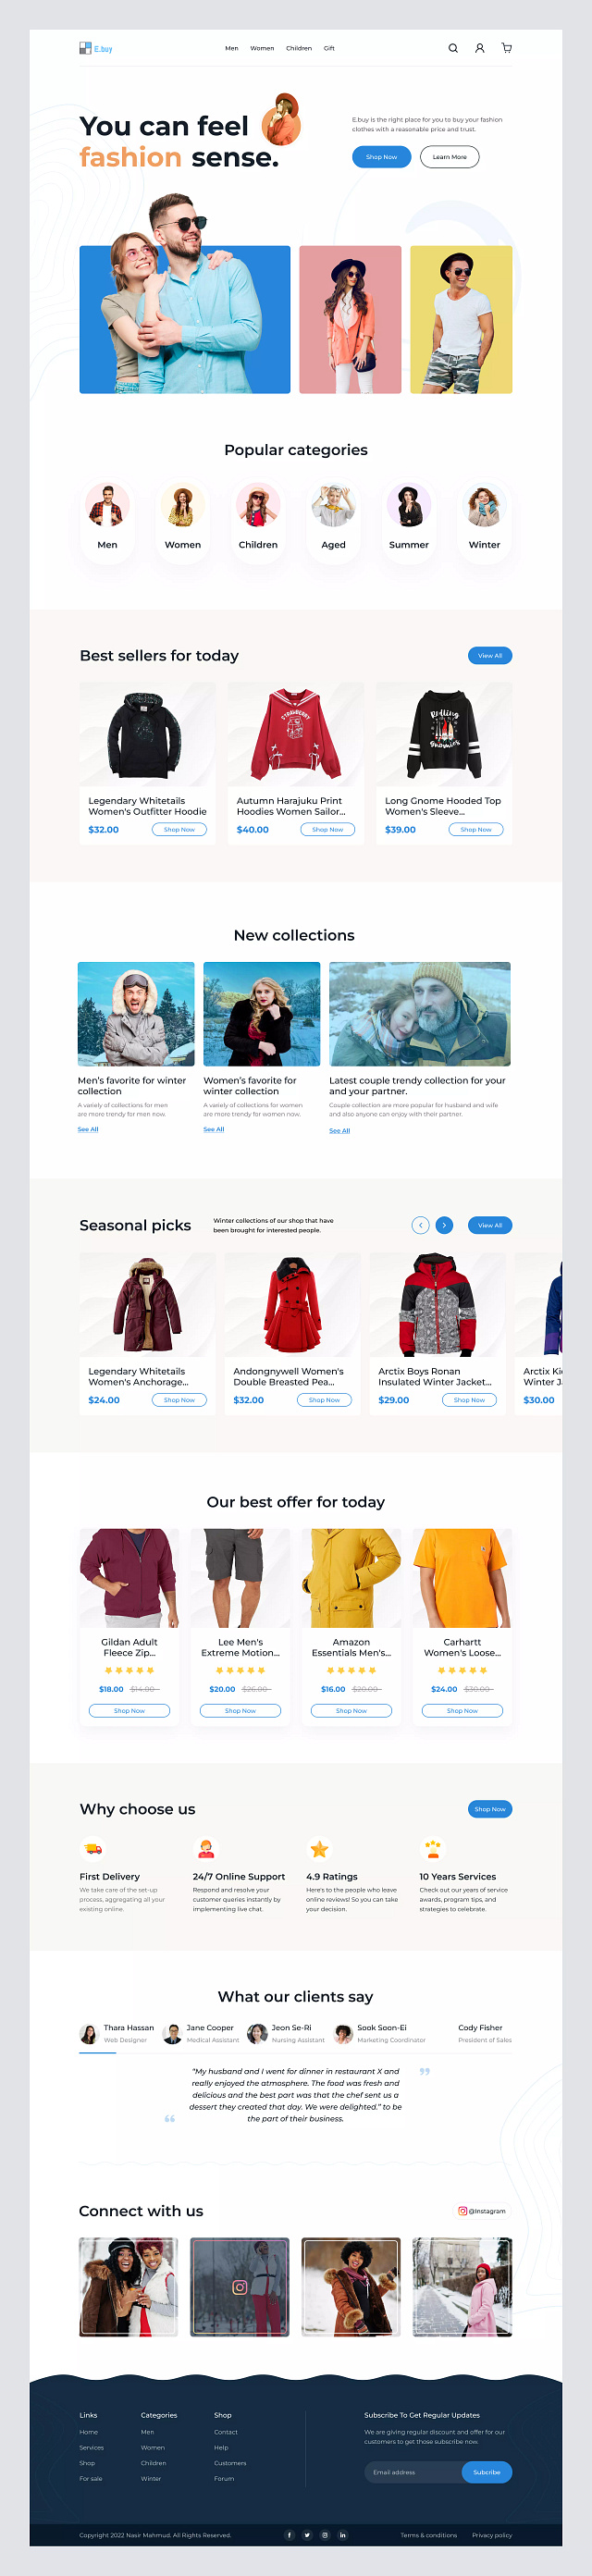 E.buy
Men Women Children Gift
You can feel
fashion sense.
E.buy is the right place for you to buy your fashion
clothes with a reasonable price and trust.
Shop Now Learn More
Popular categories
Men Women Children Aged Summer Winter
Best sellers for today
View All
STRAWBERRY
Rolling
Gnomies
Legendary Whitetails
Women's Outfitter Hoodie
$32.00 Shop Now
Autumn Harajuku Print
Hoodies Women Sailor...
$40.00 Shop Now
Long Gnome Hooded Top
Women's Sleeve...
$39.00 Shop Now
New collections
Men's favorite for winter
collection
A variely of collections for men
are more trendy for men now.
See All
Women's favorite for
winter collection
A variely of collections for women
are more trendy for women now.
See All
Latest couple trendy collection for your
and your partner.
Couple collection are more popular for husband and wife
and also anyone can enjoy with their partner.
See All
Seasonal picks
Winter collections of our shop that have
been brought for interested people.
View All
Legendary Whitetails
Women's Anchorage...
$24.00 Shop Now
Andongnywell Women's
Double Breasted Pea...
$32.00 Shop Now
Arctix Boys Ronan
Insulated Winter Jacket...
$29.00 Shop Now
Arctix Ki
Winter J
$30.00
Our best offer for today
Gildan Adult
Fleece Zip...
$18.00 $14.00
Shop Now
Lee Men's
Extreme Motion...
$20.00 $26.00
Shop Now
Amazon
Essentials Men's...
$16.00 $20.00
Shop Now
Carhartt
Women's Loose...
$24.00 $30.00
Shop Now
Why choose us
Shop Now
First Delivery
We take care of the set-up
process, aggregating all your
existing online.
24/7 Online Support
Respond and resolve your
customer queries instantly by
implementing live chat.
4.9 Ratings
Here's to the people who leave
online reviews! So you can take
your decision.
10 Years Services
Check out our years of service
awards, program tips, and
strategies to celebrate.
What our clients say
Thara Hassan
Web Designer
Jane Cooper
Medical Assistant
Jeon Se-Ri
Nursing Assistant
Sook Soon-Ei
Marketing Coordinator
Cody Fisher
President of Sales
“My husband and I went for dinner in restaurant X and
really enjoyed the atmosphere. The food was fresh and
delicious and the best part was that the chef sent us a
dessert they created that day. We were delighted.” to be
the part of their business.
Connect with us
@Instagram
Links
Home
Services
Shop
For sale
Categories
Men
Women
Children
Winter
Shop
Contact
Help
Customers
Forum
Subscribe To Get Regular Updates
We are giving regular discount and offer for our
customers to get those subscribe now.
Email address Subcribe
Copyright 2022 Nasir Mahmud. All Rights Reserved.
Terms & conditions Privacy policy